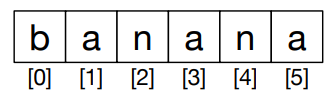 b a n a n a
[0] [1] [2] [3] [4] [5]